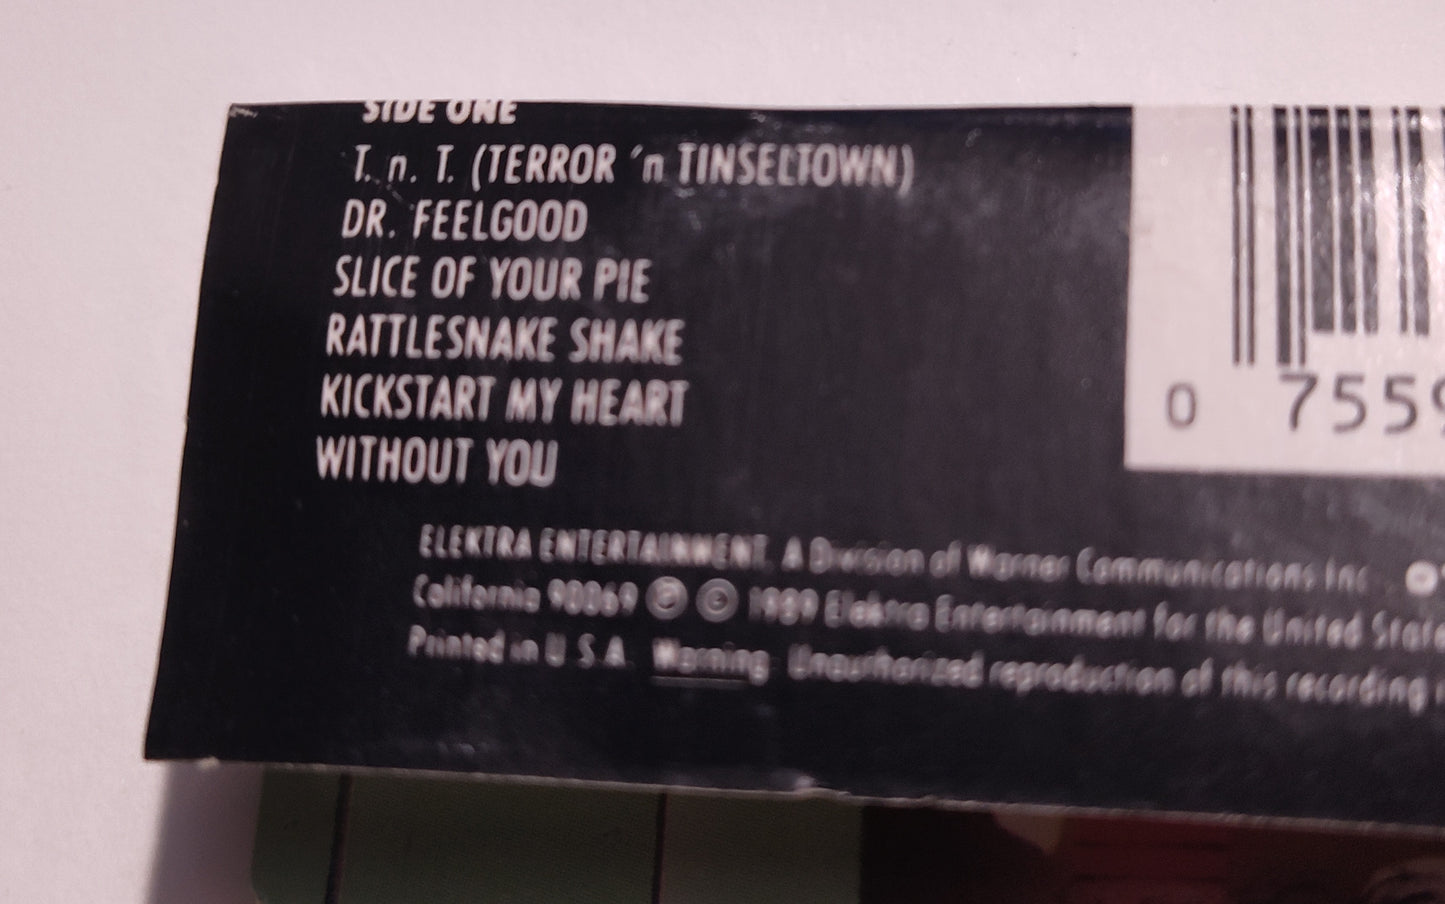 SIDE ONE
T. n. T. (TERROR 'n TINSELTOWN)
DR. FEELGOOD
SLICE OF YOUR PIE
RATTLESNAKE SHAKE
KICKSTART MY HEART
WITHOUT YOU
0 755
ELEKTRA ENTERTAINMENT, A Division of Warner Communications Inc.
California 90069 ℗ © 1989 Elektra Entertainment for the United State
Printed in U.S.A. Warning: Unauthorized reproduction of this recording